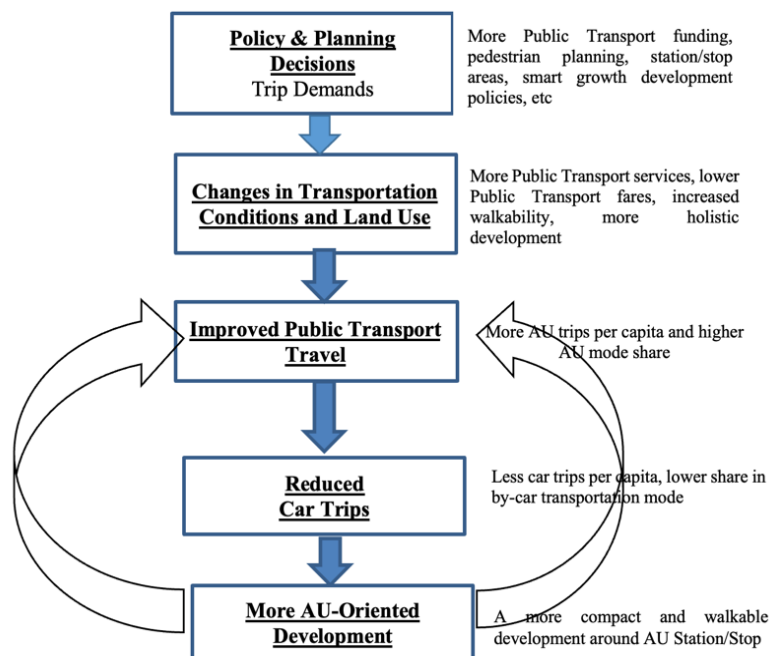 Policy & Planning
Decisions
Trip Demands
More Public Transport funding,
pedestrian planning, station/stop
areas, smart growth development
policies, etc
Changes in Transportation
Conditions and Land Use
More Public Transport services, lower
Public Transport fares, increased
walkability, more holistic
development
Improved Public Transport
Travel
More AU trips per capita and higher
AU mode share
Reduced
Car Trips
Less car trips per capita, lower share in
by-car transportation mode
More AU-Oriented
Development
A more compact and walkable
development around AU Station/Stop